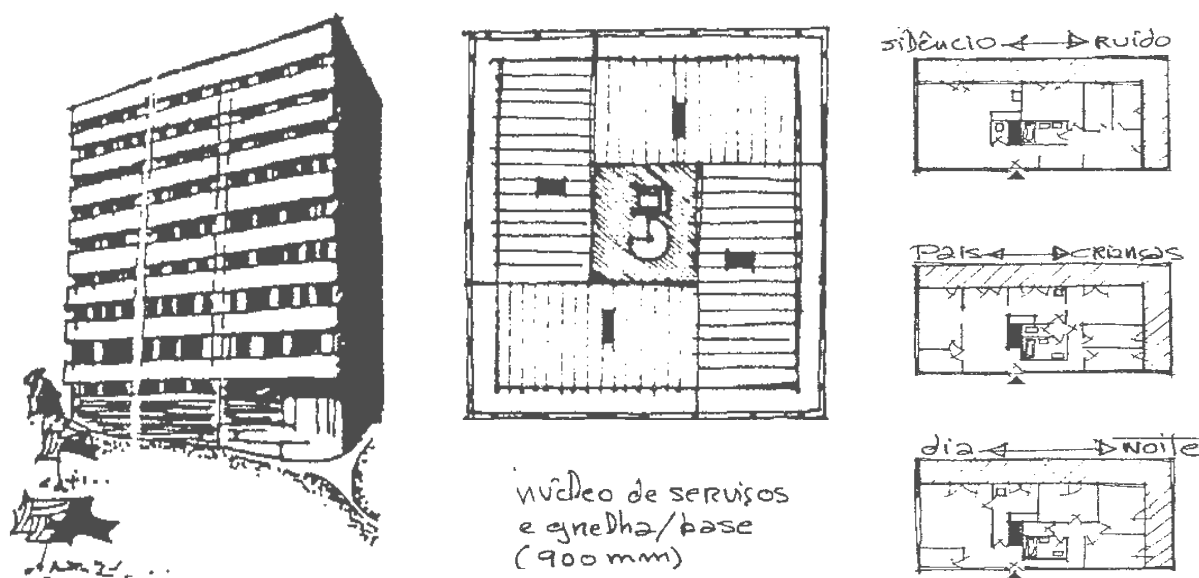 silêncio ruído
Pais crianças
dia noite
núcleo de serviços
e grelha/base
(900 mm)